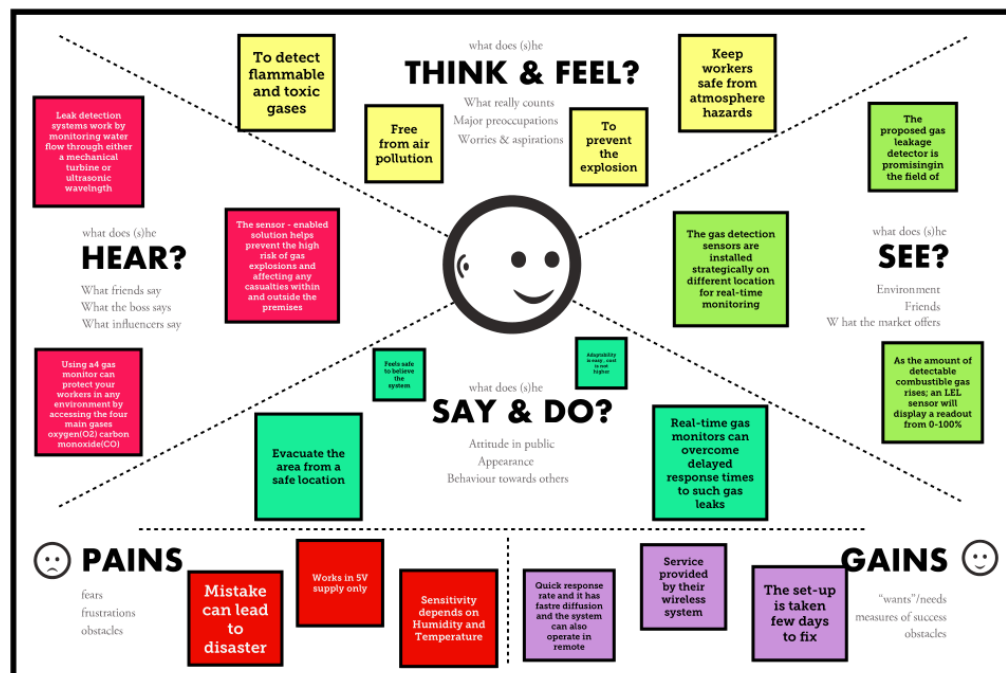 what does (s)he
THINK & FEEL?
What really counts
Major preoccupations
Worries & aspirations
To detect
flammable
and toxic
gases
Free
from air
pollution
To
prevent
the
explosion
Keep
workers
safe from
atmosphere
hazards
Leak detection
systems work by
monitoring water
flow through either
a mechanical
turbine or
ultrasonic
wavelngth
what does (s)he
HEAR?
What friends say
What the boss says
What influencers say
The sensor - enabled
solution helps
prevent the high
risk of gas
explosions and
affecting any
casualties within
and outside the
premises
Using a4 gas
monitor can
protect your
workers in any
environment by
accessing the four
main gases
oxygen(O2) carbon
monoxide(CO)
The
proposed gas
leakage
detector is
promisingin
the field of
The gas detection
sensors are
installed
strategically on
different location
for real-time
monitoring
what does (s)he
SEE?
Environment
Friends
W hat the market offers
As the amount of
detectable
combustible gas
rises; an LEL
sensor will
display a readout
from 0-100%
Feels safe
to believe
the
system
Adaptability
is easy , cost
is not
higher
what does (s)he
SAY & DO?
Attitude in public
Appearance
Behaviour towards others
Evacuate the
area from a
safe location
Real-time gas
monitors can
overcome
delayed
response times
to such gas
leaks
PAINS
fears
frustrations
obstacles
Mistake
can lead
to
disaster
Works in 5V
supply only
Sensitivity
depends on
Humidity and
Temperature
Quick response
rate and it has
fastre diffusion
and the system
can also
operate in
remote
Service
provided
by their
wireless
system
The set-up
is taken
few days
to fix
GAINS
“wants”/needs
measures of success
obstacles